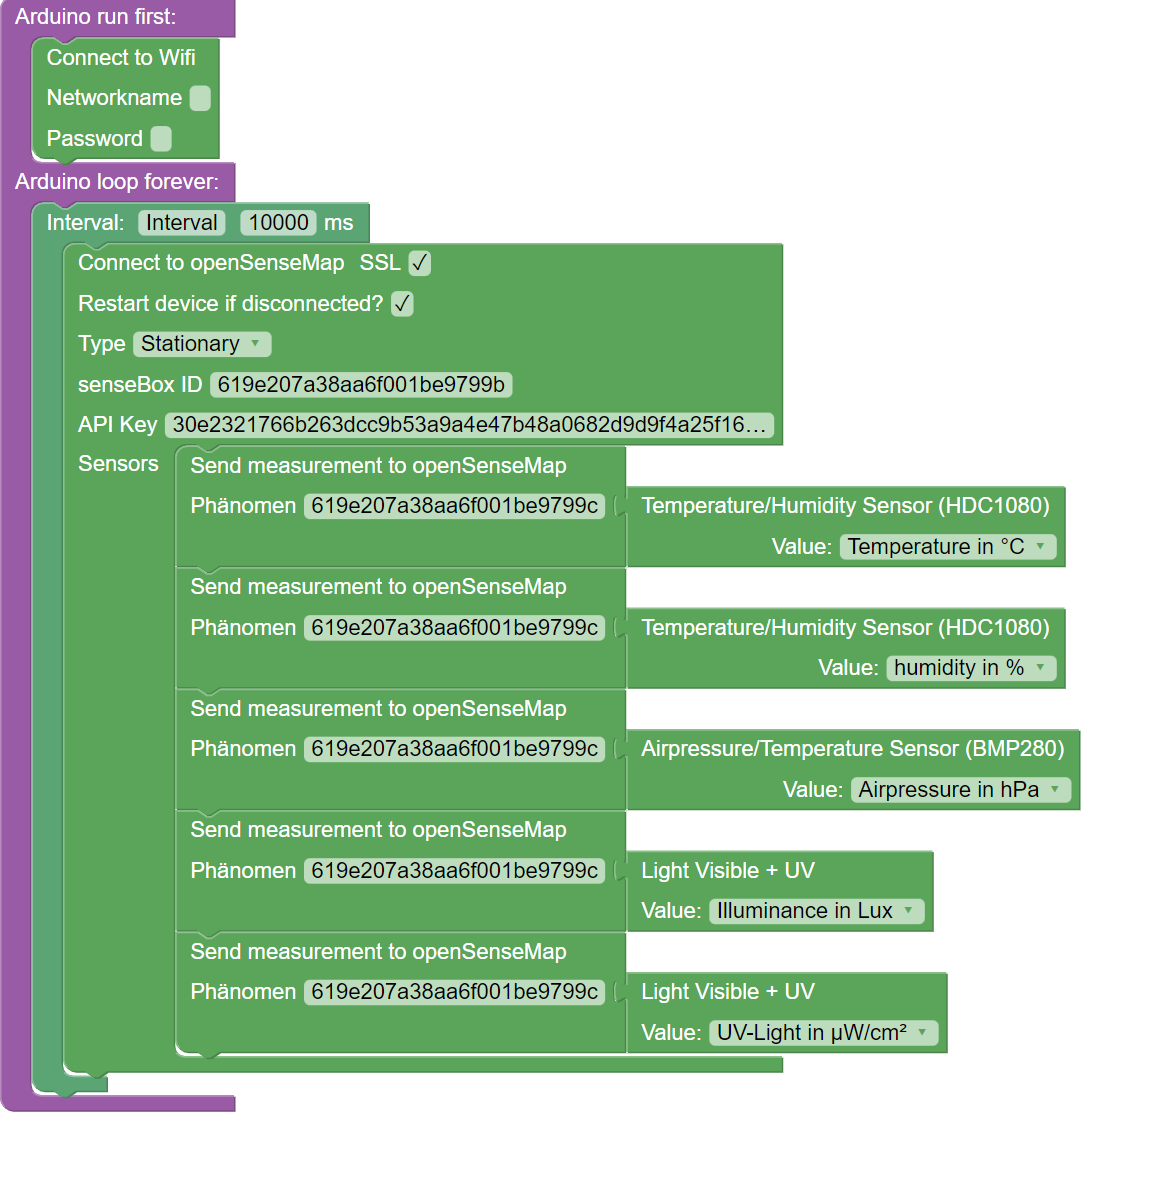 Arduino run first:
Connect to Wifi
Networkname
Password
Arduino loop forever:
Interval: Interval 10000 ms
Connect to openSenseMap SSL ✓
Restart device if disconnected? ✓
Type Stationary
senseBox ID 619e207a38aa6f001be9799b
API Key 30e2321766b263dcc9b53a9a4e47b48a0682d9d9f4a25f16...
Sensors
Send measurement to openSenseMap
Phänomen 619e207a38aa6f001be9799c Temperature/Humidity Sensor (HDC1080)
Value: Temperature in °C
Send measurement to openSenseMap
Phänomen 619e207a38aa6f001be9799c Temperature/Humidity Sensor (HDC1080)
Value: humidity in %
Send measurement to openSenseMap
Phänomen 619e207a38aa6f001be9799c Airpressure/Temperature Sensor (BMP280)
Value: Airpressure in hPa
Send measurement to openSenseMap
Phänomen 619e207a38aa6f001be9799c Light Visible + UV
Value: Illuminance in Lux
Send measurement to openSenseMap
Phänomen 619e207a38aa6f001be9799c Light Visible + UV
Value: UV-Light in µW/cm²